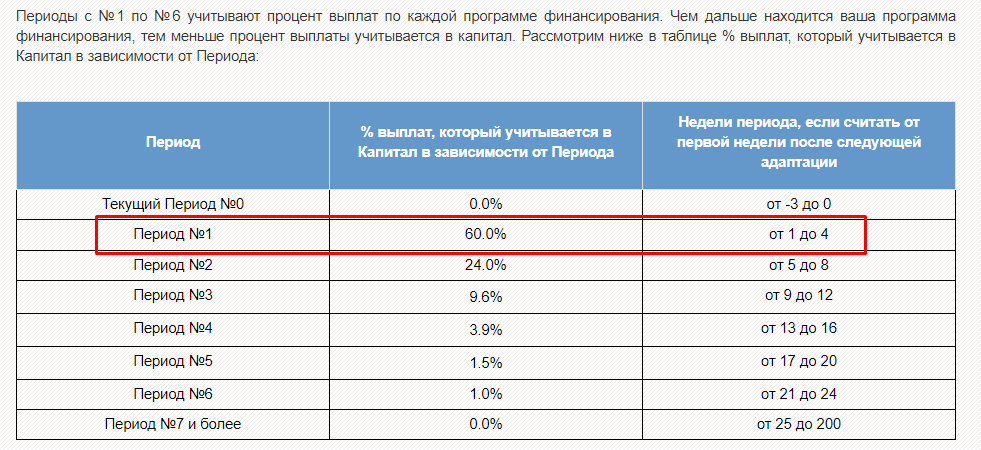 Периоды с №1 по №6 учитывают процент выплат по каждой программе финансирования. Чем дальше находится ваша программа
финансирования, тем меньше процент выплаты учитывается в капитал. Рассмотрим ниже в таблице % выплат, который учитывается в
Капитал в зависимости от Периода:
Период
% выплат, который учитывается в
Капитал в зависимости от Периода
Недели периода, если считать от
первой недели после следующей
адаптации
Текущий Период №0 0.0% от -3 до 0
Период №1 60.0% от 1 до 4
Период №2 24.0% от 5 до 8
Период №3 9.6% от 9 до 12
Период №4 3.9% от 13 до 16
Период №5 1.5% от 17 до 20
Период №6 1.0% от 21 до 24
Период №7 и более 0.0% от 25 до 200